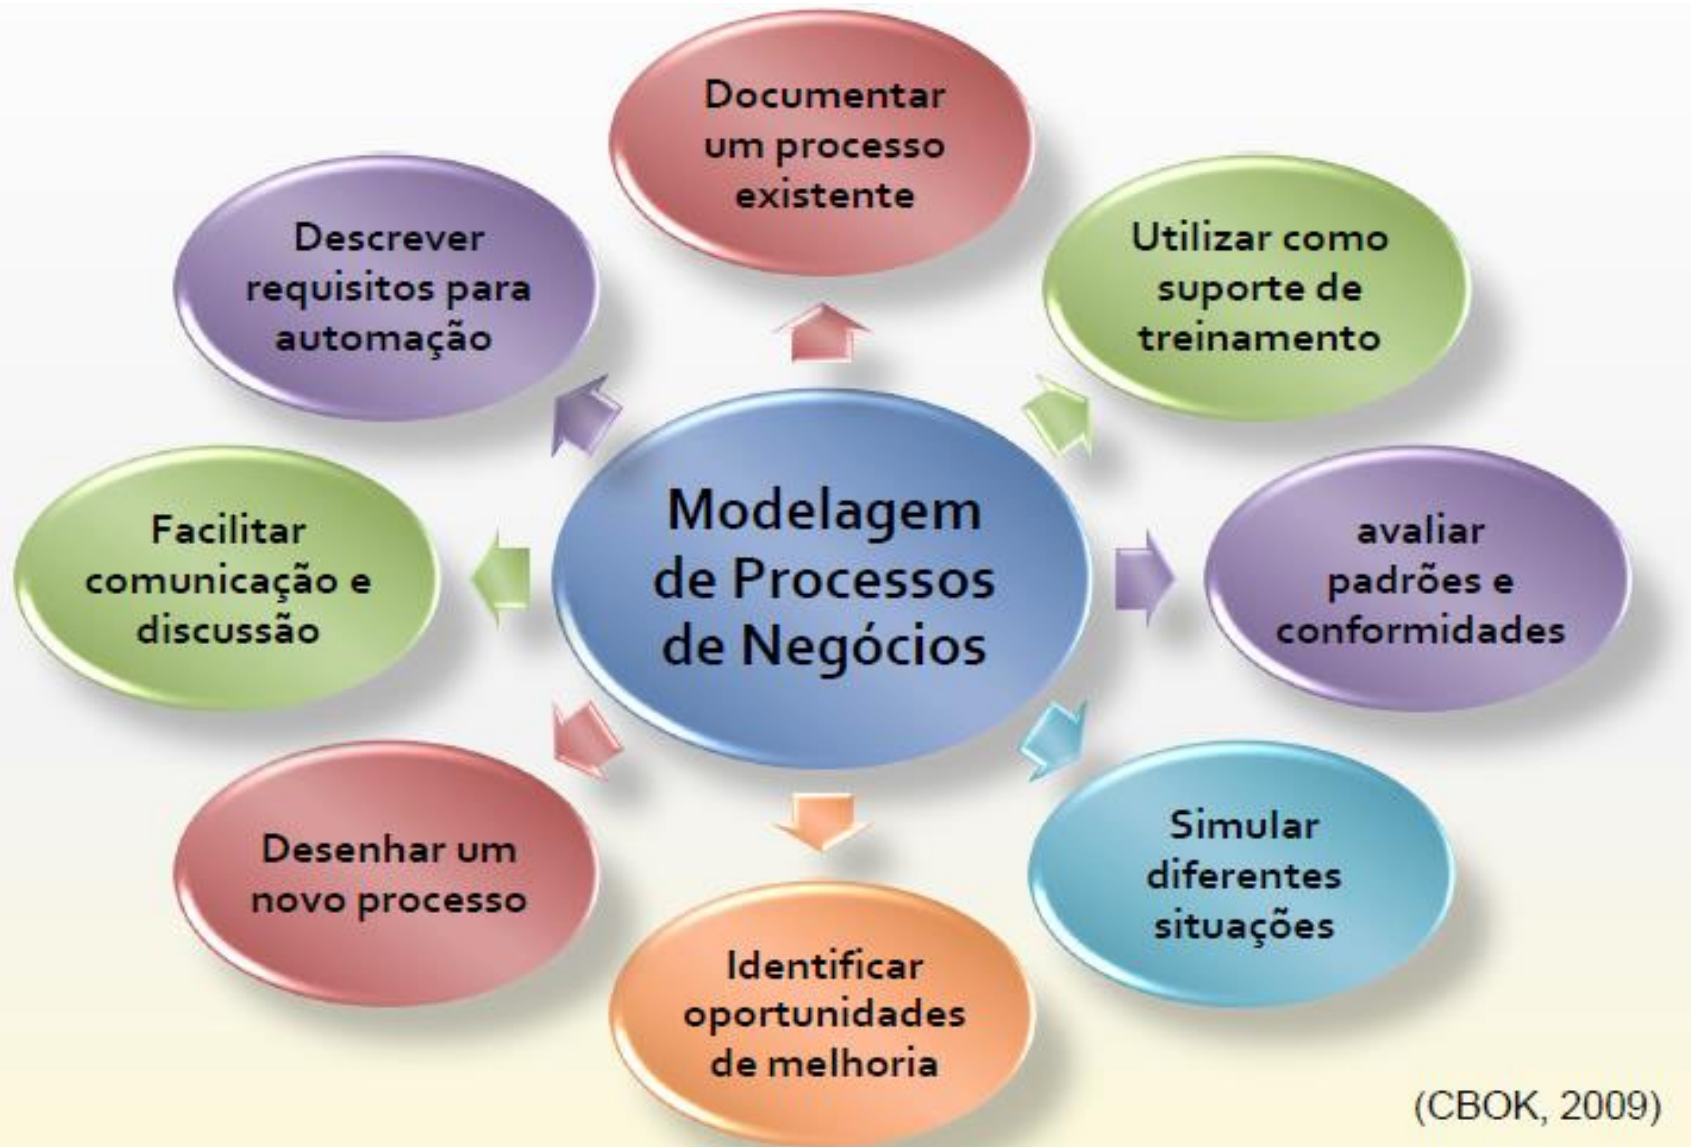 Documentar
um processo
existente
Utilizar como
suporte de
treinamento
avaliar
padrões e
conformidades
Simular
diferentes
situações
Identificar
oportunidades
de melhoria
Desenhar um
novo processo
Facilitar
comunicação e
discussão
Descrever
requisitos para
automação
Modelagem
de Processos
de Negócios
(CBOK, 2009)